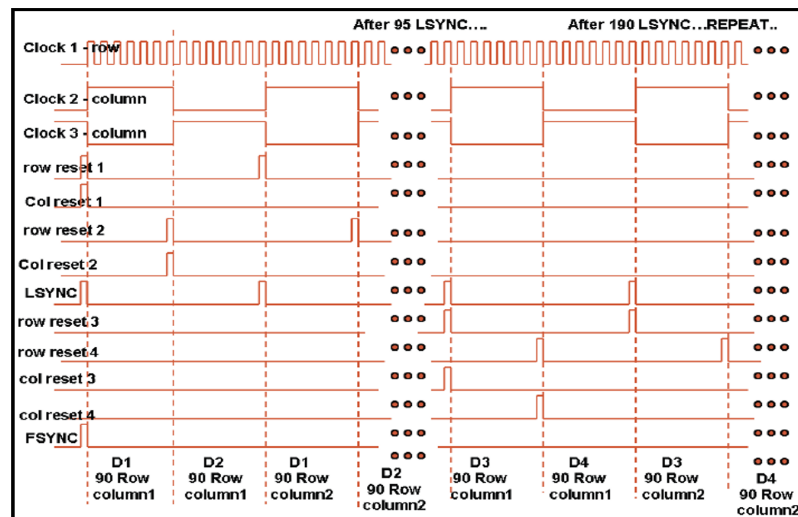 After 95 LSYNC....
After 190 LSYNC...REPEAT..
Clock 1 - row
Clock 2 - column
Clock 3 - column
row reset 1
Col reset 1
row reset 2
Col reset 2
LSYNC
row reset 3
row reset 4
col reset 3
col reset 4
FSYNC
D1
90 Row
column1
D2
90 Row
column1
D1
90 Row
column2
D2
90 Row
column2
D3
90 Row
column1
D4
90 Row
column1
D3
90 Row
column2
D4
90 Row
column2